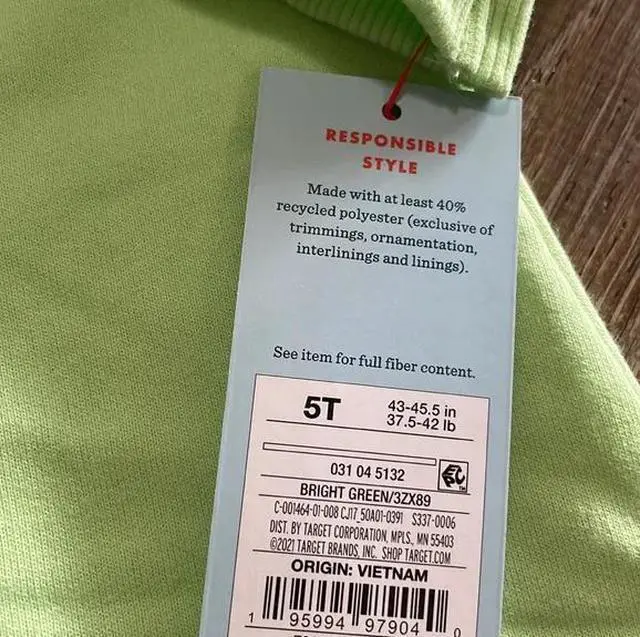 RESPONSIBLE
STYLE
Made with at least 40%
recycled polyester (exclusive of
trimmings, ornamentation,
interlinings and linings).
See item for full fiber content.
5T 43-45.5 in
37.5-42 lb
031 04 5132
BRIGHT GREEN/3ZX89
C-001464-01-008 CJ17_50A01-0391 S337-0006
DIST. BY TARGET CORPORATION, MPLS., MN 55403
©2021 TARGET BRANDS, INC. SHOP TARGET.COM
ORIGIN: VIETNAM
1 95994 97904 0